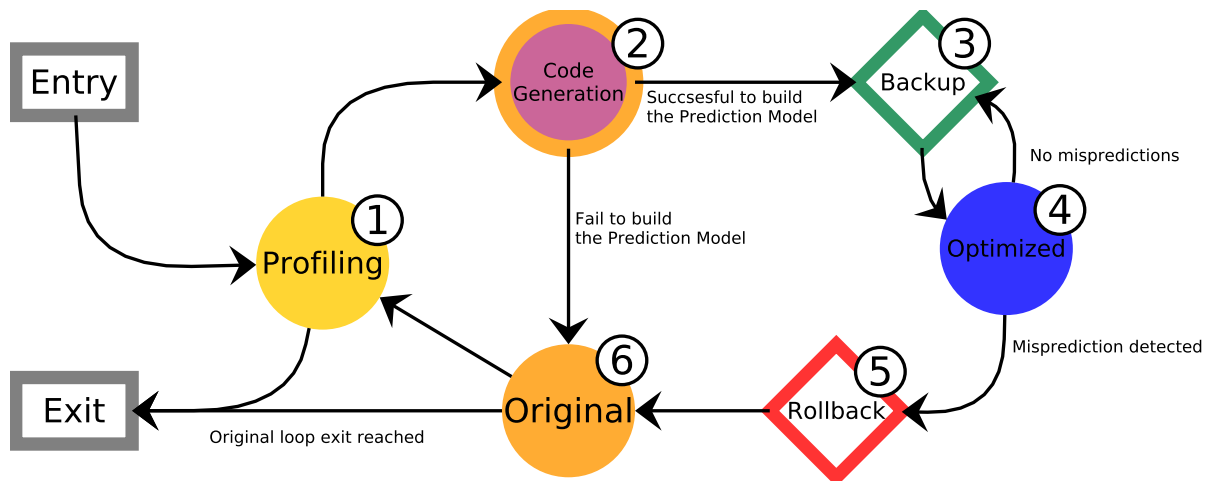 Entry
1
Profiling
2
Code
Generation
Succsesful to build
the Prediction Model
3
Backup
No mispredictions
4
Optimized
Fail to build
the Prediction Model
Misprediction detected
5
Rollback
6
Original
Exit
Original loop exit reached